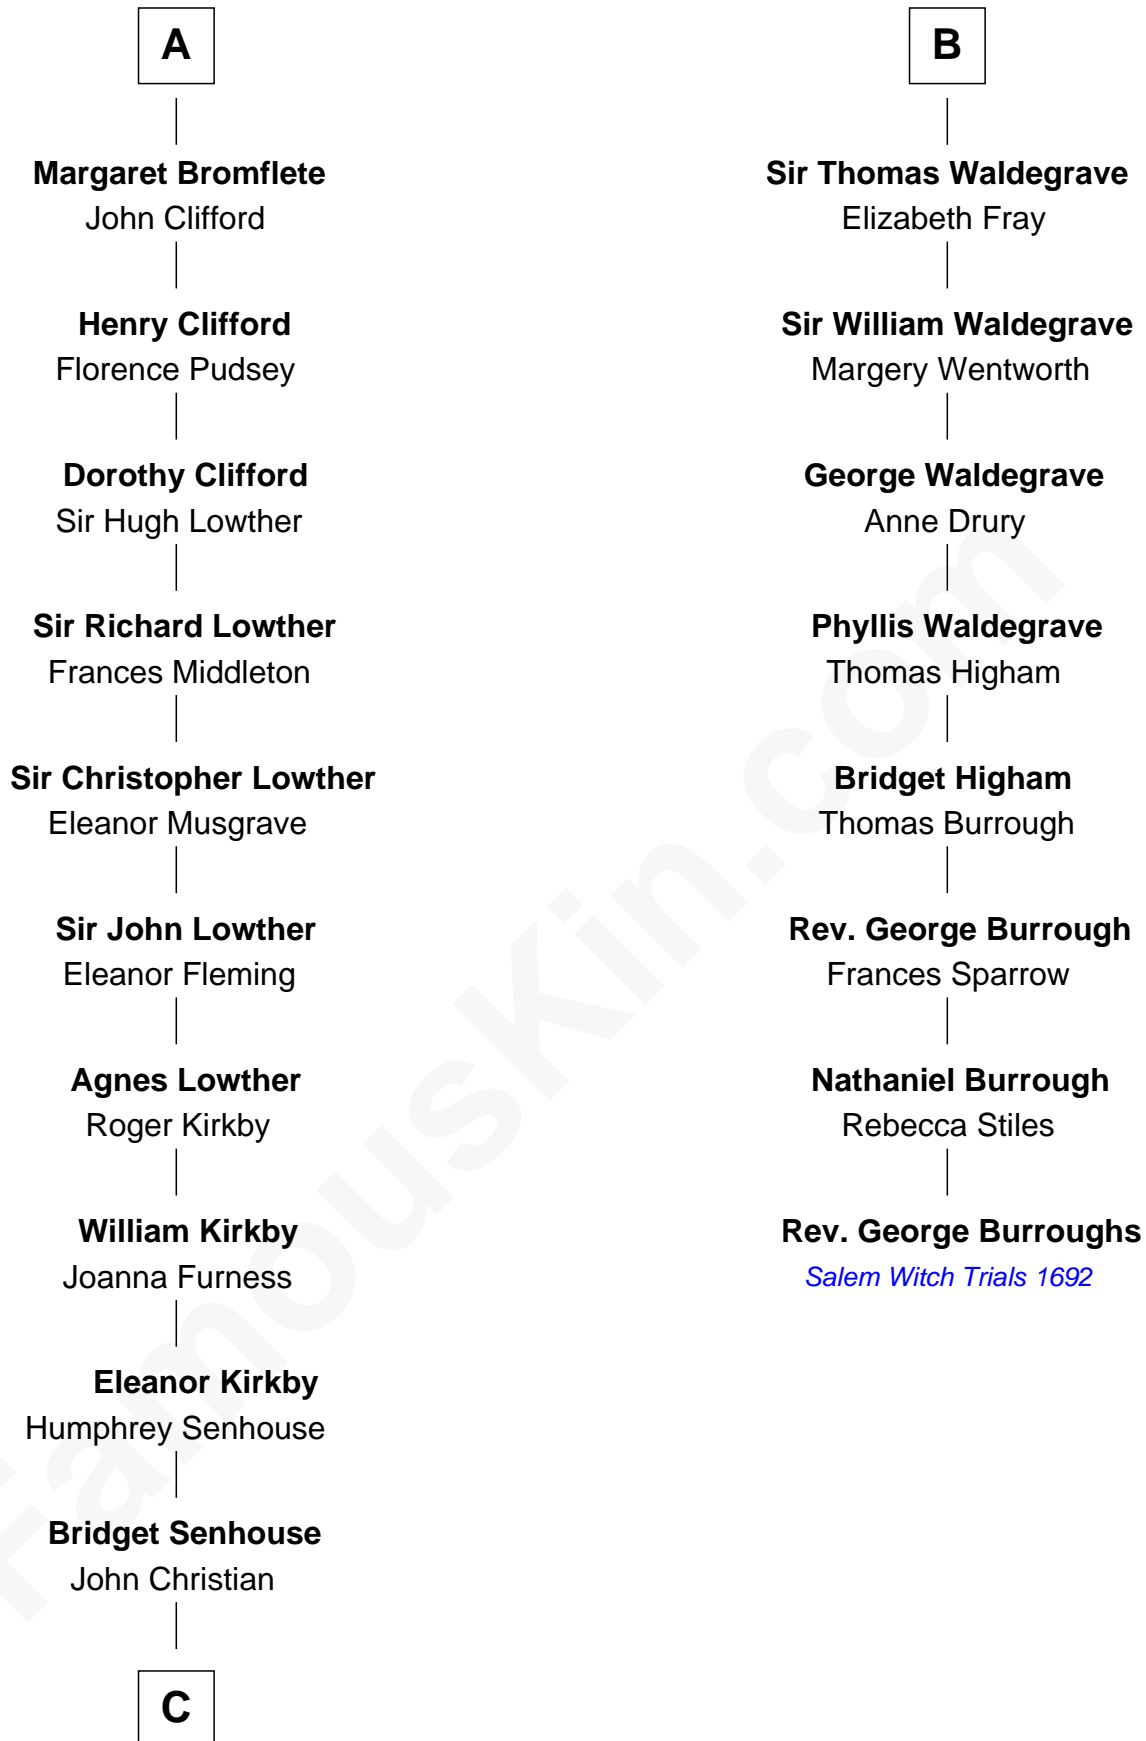 A
Margaret Bromflete
John Clifford
Henry Clifford
Florence Pudsey
Dorothy Clifford
Sir Hugh Lowther
Sir Richard Lowther
Frances Middleton
Sir Christopher Lowther
Eleanor Musgrave
Sir John Lowther
Eleanor Fleming
Agnes Lowther
Roger Kirkby
William Kirkby
Joanna Furness
Eleanor Kirkby
Humphrey Senhouse
Bridget Senhouse
John Christian
C
B
Sir Thomas Waldegrave
Elizabeth Fray
Sir William Waldegrave
Margery Wentworth
George Waldegrave
Anne Drury
Phyllis Waldegrave
Thomas Higham
Bridget Higham
Thomas Burrough
Rev. George Burrough
Frances Sparrow
Nathaniel Burrough
Rebecca Stiles
Rev. George Burroughs
Salem Witch Trials 1692
FamousKin.com